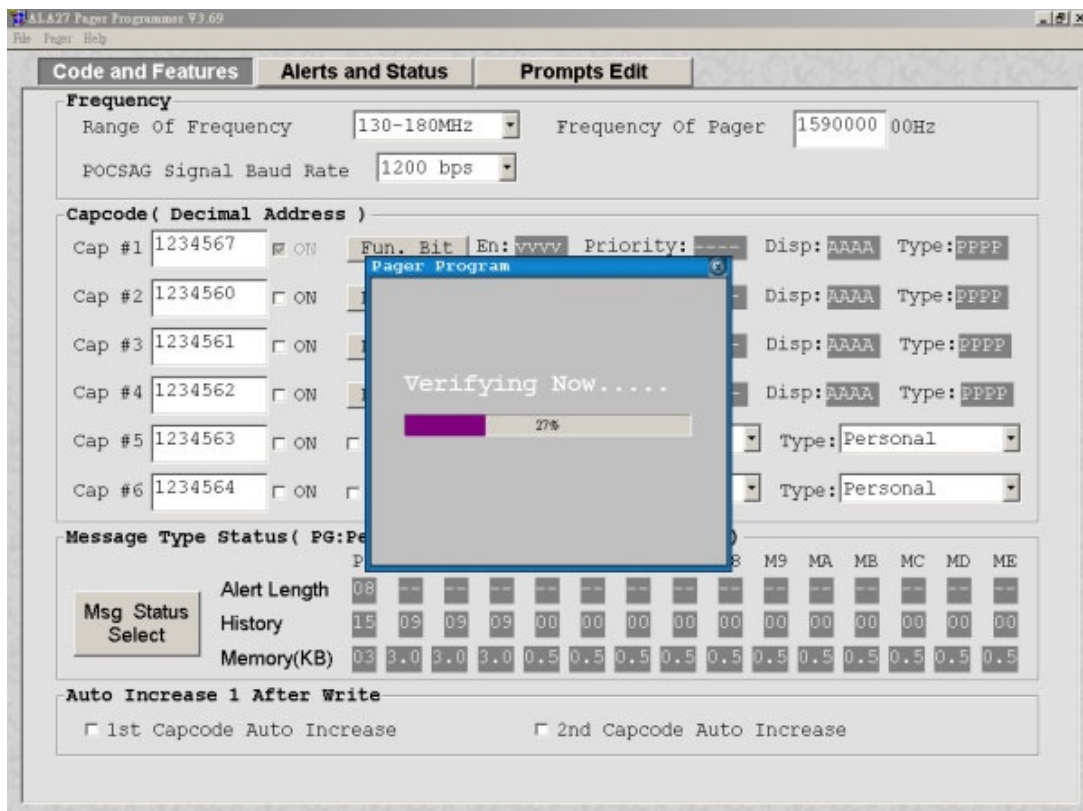 ALA27 Pager Programmer V3.69
File Pager Help
Code and Features Alerts and Status Prompts Edit
Frequency
Range Of Frequency 130-180MHz Frequency Of Pager 1590000 00Hz
POCSAG Signal Baud Rate 1200 bps
Capcode( Decimal Address )
Cap #1 1234567 ON Fun. Bit En:vvvv Priority:---- Disp:AAAA Type:PPPP
Pager Program
Cap #2 1234560 ON Disp:AAAA Type:PPPP
Cap #3 1234561 ON Disp:AAAA Type:PPPP
Verifying Now.....
Cap #4 1234562 ON Disp:AAAA Type:PPPP
27%
Cap #5 1234563 ON Type:Personal
Cap #6 1234564 ON Type:Personal
Message Type Status( PG:Pe )
P 8 M9 MA MB MC MD ME
Alert Length 08 -- -- -- -- -- -- -- -- -- -- -- -- -- --
Msg Status Select
History 15 09 09 09 00 00 00 00 00 00 00 00 00 00 00
Memory(KB) 03 3.0 3.0 3.0 0.5 0.5 0.5 0.5 0.5 0.5 0.5 0.5 0.5 0.5 0.5
Auto Increase 1 After Write
1st Capcode Auto Increase 2nd Capcode Auto Increase